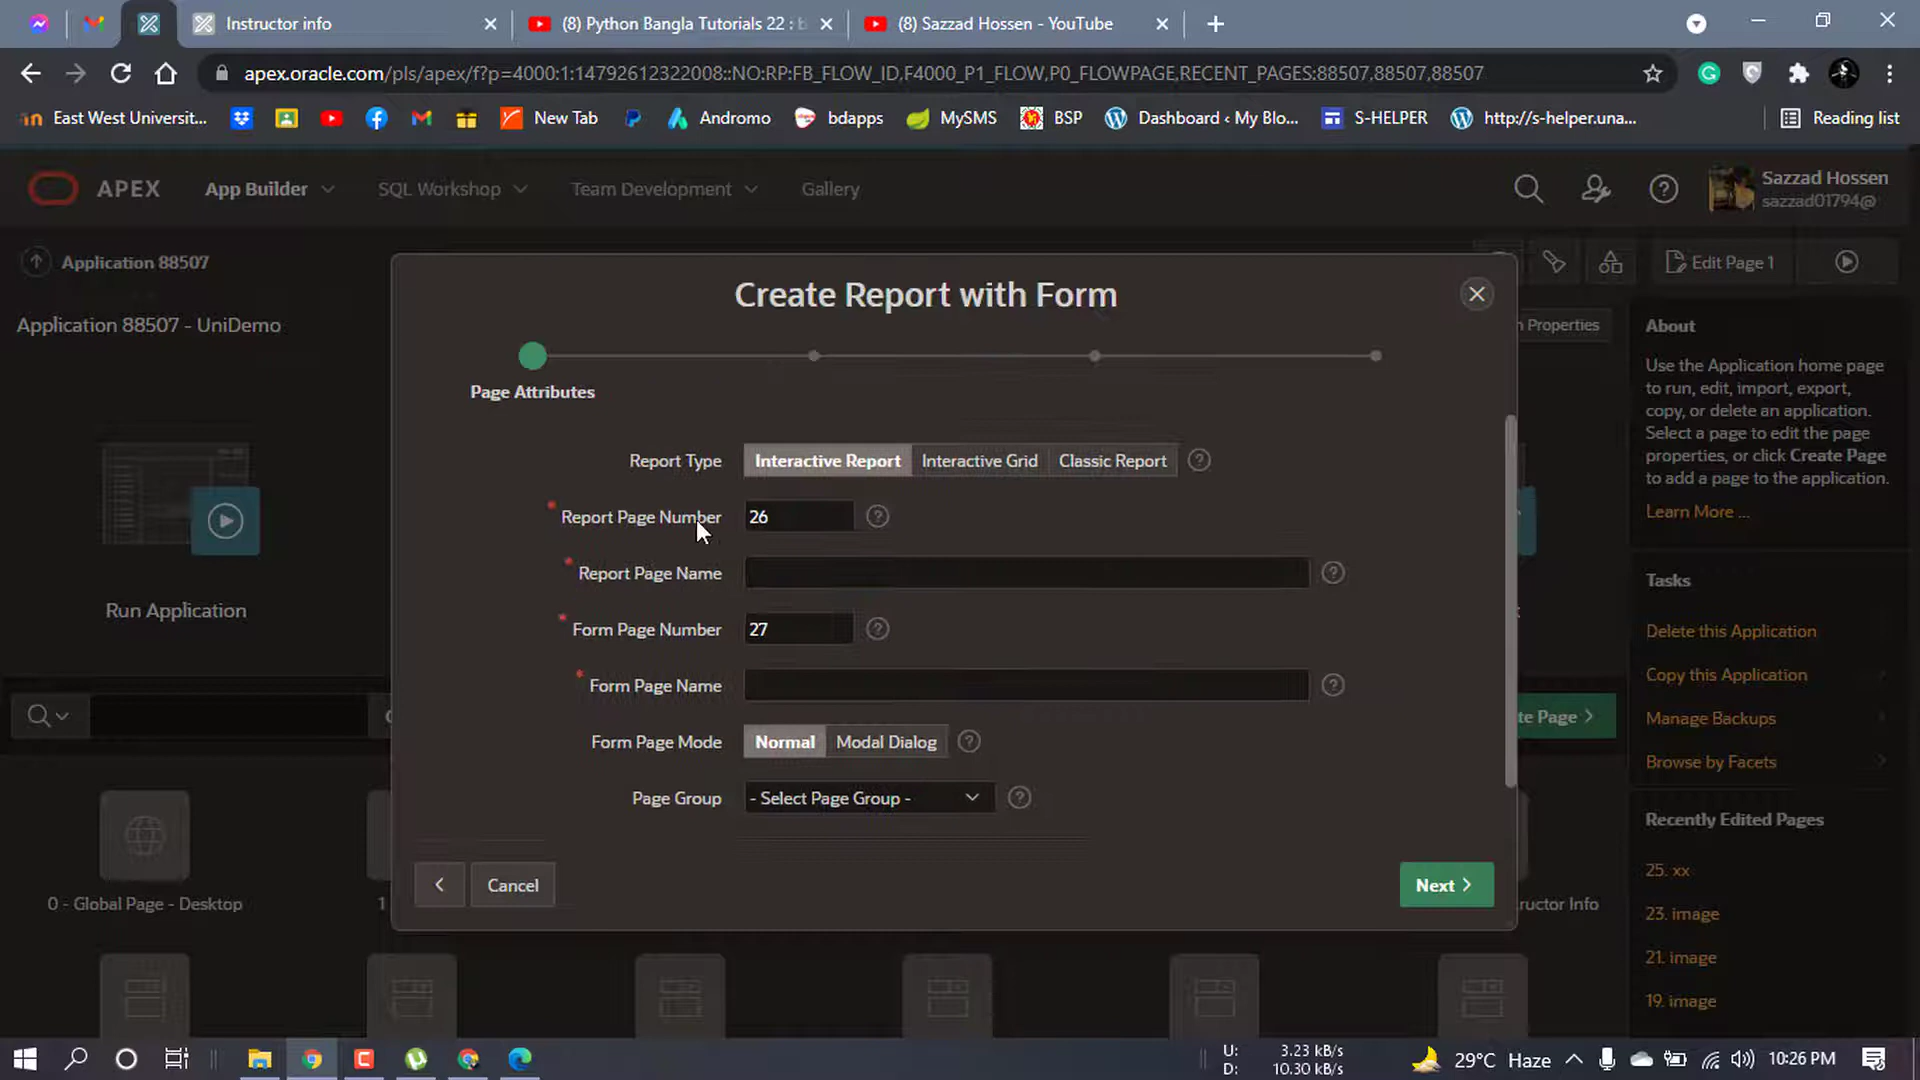 Instructor info
(8) Python Bangla Tutorials 22 : b
(8) Sazzad Hossen - YouTube
apex.oracle.com/pls/apex/f?p=4000:1:14792612322008::NO:RP:FB_FLOW_ID,F4000_P1_FLOW,P0_FLOWPAGE,RECENT_PAGES:88507,88507,88507
East West Universit...
New Tab
Andromo
bdapps
MySMS
BSP
Dashboard ‹ My Blo...
S-HELPER
http://s-helper.una...
Reading list
APEX
App Builder
SQL Workshop
Team Development
Gallery
Sazzad Hossen
sazzad01794@
Application 88507
Edit Page 1
Create Report with Form
Application 88507 - UniDemo
n Properties
About
Use the Application home page
to run, edit, import, export,
copy, or delete an application.
Select a page to edit the page
properties, or click Create Page
to add a page to the application.
Learn More ...
Page Attributes
Report Type
Interactive Report
Interactive Grid
Classic Report
Report Page Number
26
Report Page Name
Form Page Number
27
Form Page Name
Form Page Mode
Normal
Modal Dialog
Page Group
- Select Page Group -
Cancel
Next
Run Application
te Page
Tasks
Delete this Application
Copy this Application
Manage Backups
Browse by Facets
Recently Edited Pages
25. xx
23. image
21. image
19. image
0 - Global Page - Desktop
1
ructor Info
U:
3.23 kB/s
D:
10.30 kB/s
29°C Haze
10:26 PM